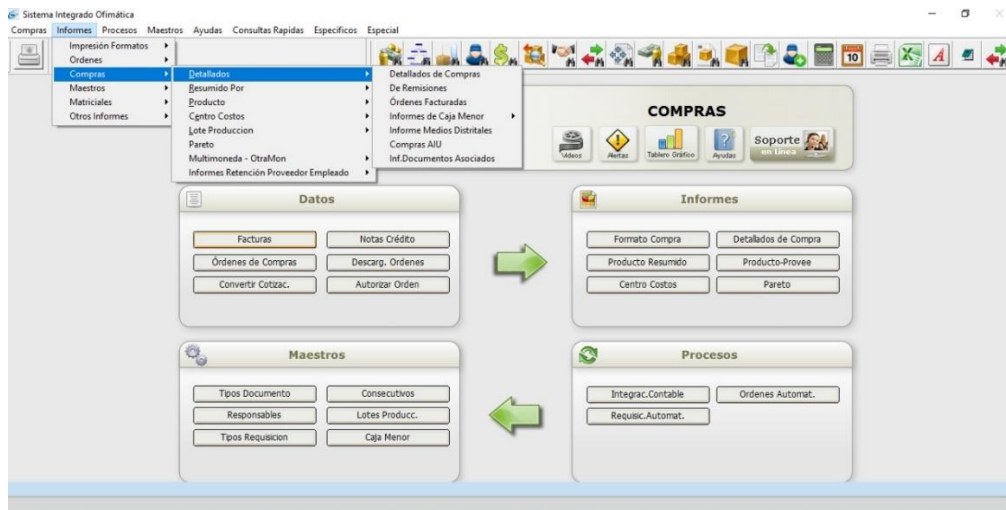 Sistema Integrado Ofimática
Compras Informes Procesos Maestros Ayudas Consultas Rapidas Especificos Especial
Impresión Formatos
Ordenes
Compras
Maestros
Matriciales
Otros Informes
Detallados
Resumido Por
Producto
Centro Costos
Lote Produccion
Pareto
Multimoneda - OtraMon
Informes Retención Proveedor Empleado
Detallados de Compras
De Remisiones
Órdenes Facturadas
Informes de Caja Menor
Informe Medios Distritales
Compras AIU
Inf.Documentos Asociados
10
A
COMPRAS
Videos Alertas Tablero Gráfico Ayudas
Soporte
en Línea
Datos
Facturas Notas Crédito
Órdenes de Compras Descarg. Ordenes
Convertir Cotizac. Autorizar Orden
Informes
Formato Compra Detallados de Compra
Producto Resumido Producto-Provee
Centro Costos Pareto
Maestros
Tipos Documento Consecutivos
Responsables Lotes Producc.
Tipos Requisicion Caja Menor
Procesos
Integrac.Contable Ordenes Automat.
Requisic.Automat.